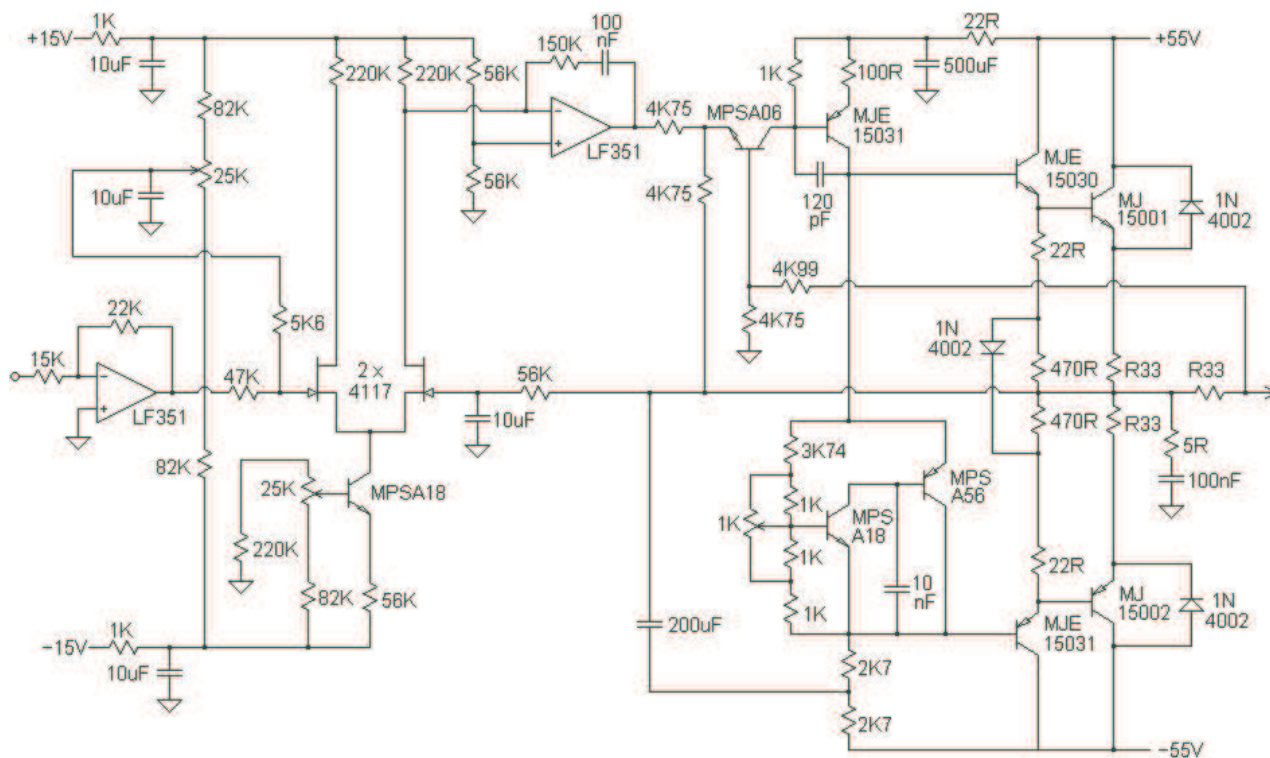 1K
100
nF
22R
+15V
+55V
10uF
150K
220K
220K
56K
1K
100R
500uF
82K
4K75
MPSA06
MJE
15031
LF351
MJE
15030
25K
56K
10uF
4K75
120
pF
MJ
15001
1N
4002
22R
4K99
22K
5K6
4K75
1N
4002
15K
2×
4117
47K
56K
470R
R33
R33
LF351
10uF
470R
R33
5R
82K
3K74
100nF
25K
MPSA18
MPS
A56
1K
1K
MPS
A18
220K
1K
22R
82K
56K
10
nF
MJ
15002
1N
4002
1K
200uF
MJE
15031
1K
−15V
10uF
2K7
2K7
−55V